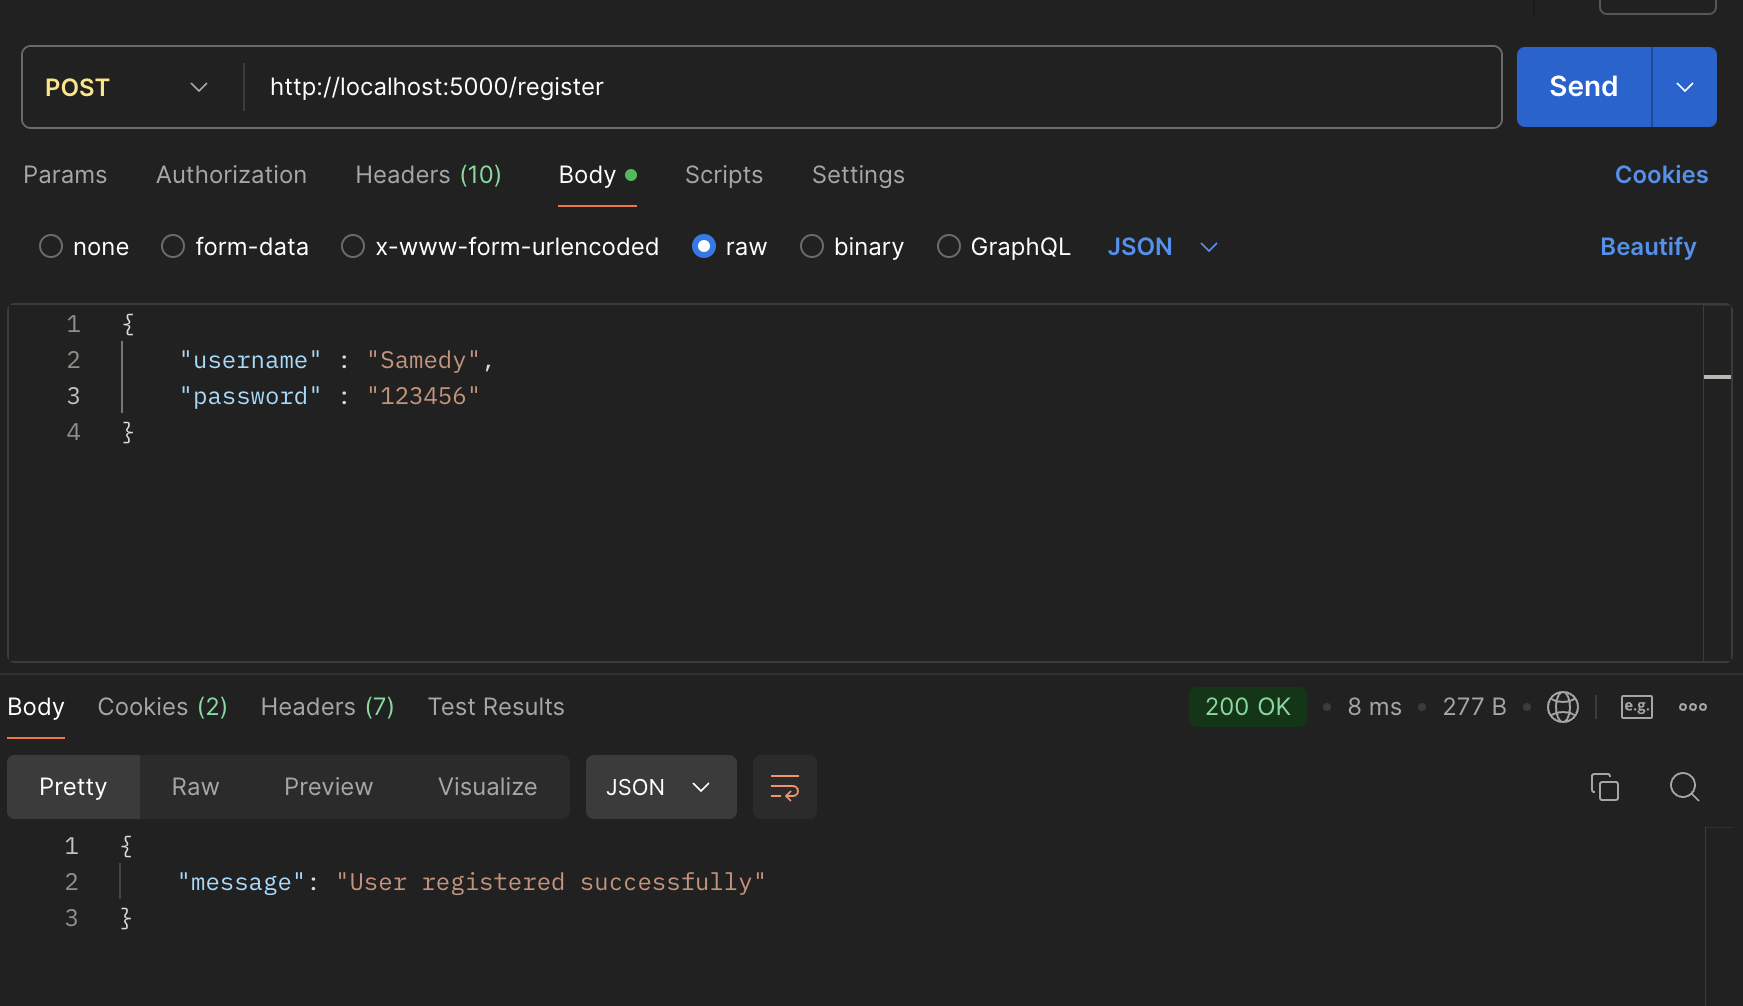 POST http://localhost:5000/register Send
Params Authorization Headers (10) Body Scripts Settings Cookies
none form-data x-www-form-urlencoded raw binary GraphQL JSON Beautify
1 {
2 "username" : "Samedy",
3 "password" : "123456"
4 }
Body Cookies (2) Headers (7) Test Results 200 OK • 8 ms • 277 B • e.g.
Pretty Raw Preview Visualize JSON
1 {
2 "message": "User registered successfully"
3 }